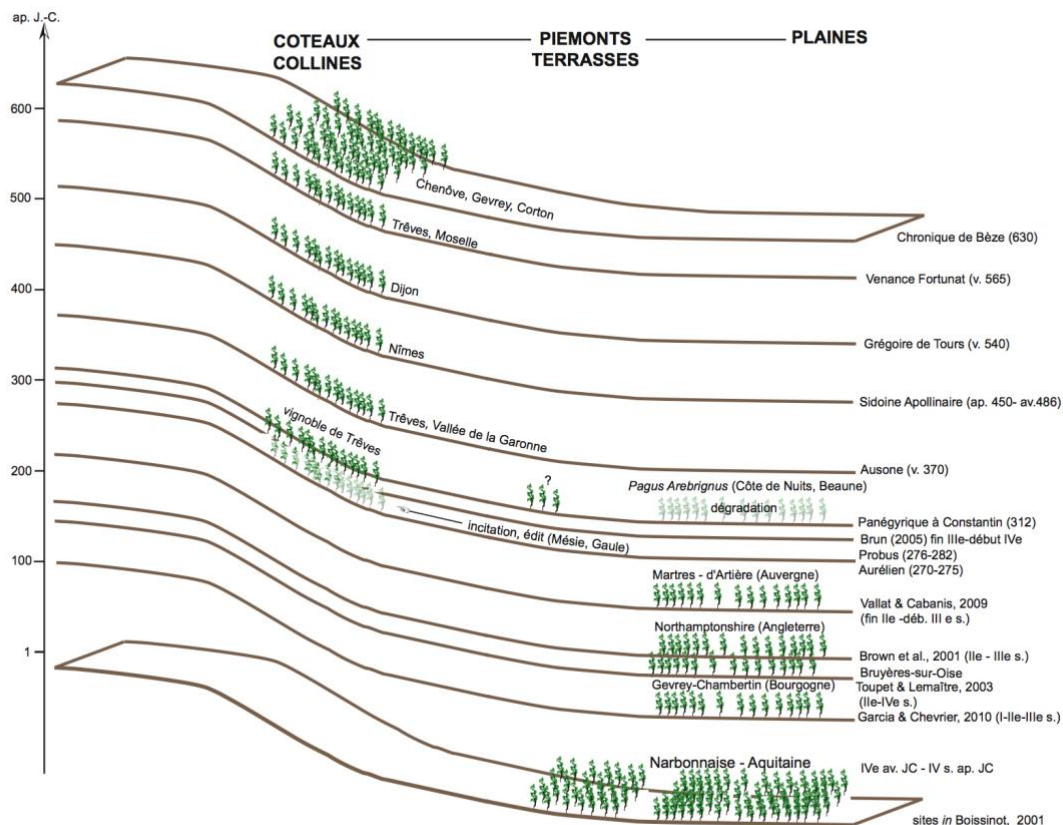 ap. J.-C.
COTEAUX
COLLINES
PIEMONTS
TERRASSES
PLAINES
600
500
400
300
200
100
1
Chenôve, Gevrey, Corton
Chronique de Bèze (630)
Trêves, Moselle
Venance Fortunat (v. 565)
Dijon
Grégoire de Tours (v. 540)
Nîmes
Sidoine Apollinaire (ap. 450- av.486)
Trêves, Vallée de la Garonne
Ausone (v. 370)
vignoble de Trêves
?
Pagus Arebrignus (Côte de Nuits, Beaune)
dégradation
Panégyrique à Constantin (312)
incitation, édit (Mésie, Gaule)
Brun (2005) fin IIIe-début IVe
Probus (276-282)
Aurélien (270-275)
Martres - d'Artière (Auvergne)
Vallat & Cabanis, 2009
(fin IIe -déb. III e s.)
Northamptonshire (Angleterre)
Brown et al., 2001 (IIe - IIIe s.)
Bruyères-sur-Oise
Toupet & Lemaître, 2003
(IIe-IVe s.)
Gevrey-Chambertin (Bourgogne)
Garcia & Chevrier, 2010 (I-IIe-IIIe s.)
Narbonnaise - Aquitaine
IVe av. JC - IV s. ap. JC
sites in Boissinot, 2001